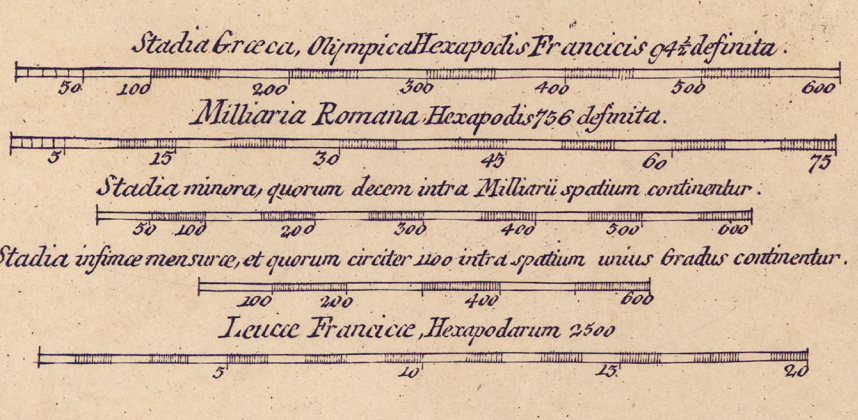 Stadia Græca, Olympica Hexapodis Francicis 94½ definita.
50 100 200 300 400 500 600
Milliaria Romana Hexapodis 756 definita.
5 15 30 45 60 75
Stadia minora, quorum decem intra Milliarii spatium continentur.
50 100 200 300 400 500 600
Stadia infimæ mensuræ, et quorum circiter 1100 intra spatium unius Gradus continentur.
100 200 400 600
Leucæ Francicæ, Hexapodarum 2500
5 10 15 20